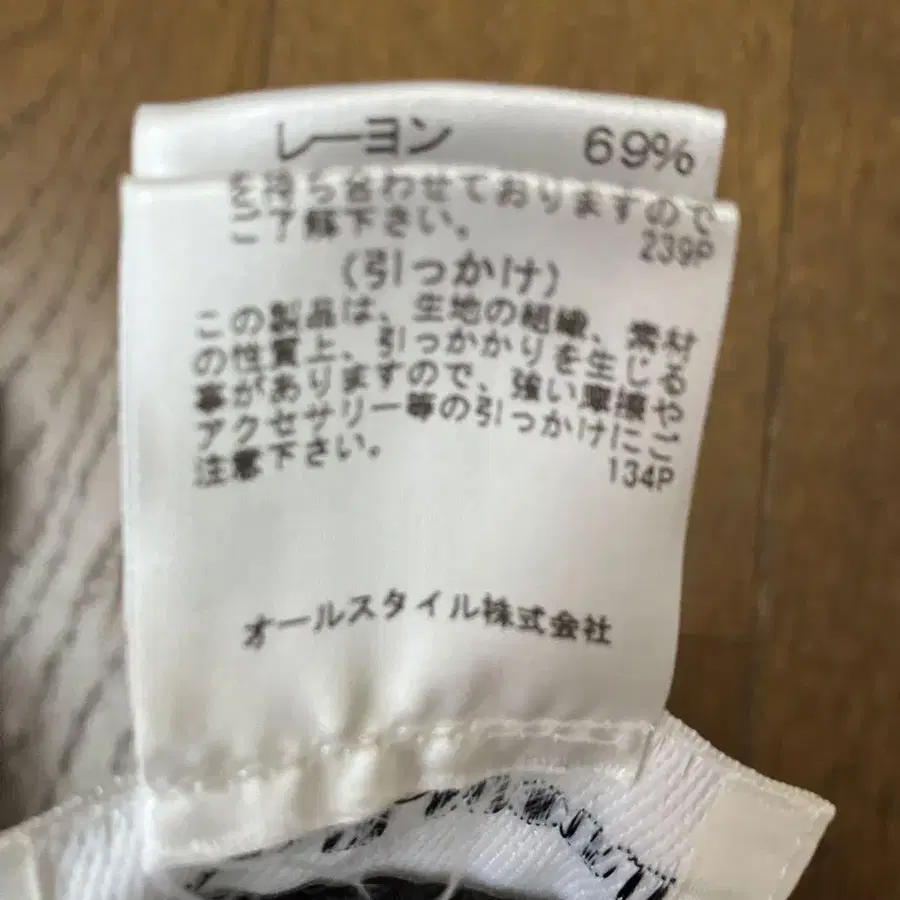 レーヨン 69%
を持ち合わせておりますので
ご了解下さい。
239P
(引っかけ)
この製品は、生地の組織、素材
の性質上、引っかかりを生じる
事がありますので、強い摩擦や
アクセサリー等の引っかけにご
注意下さい。
134P
オールスタイル株式会社